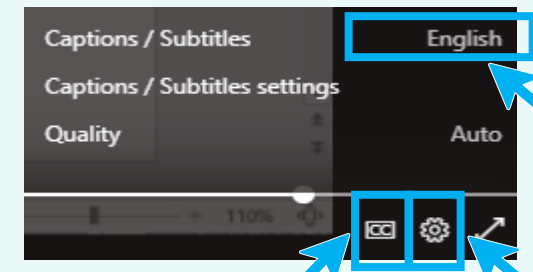 Captions / Subtitles English
Captions / Subtitles settings
Quality Auto
110%
CC